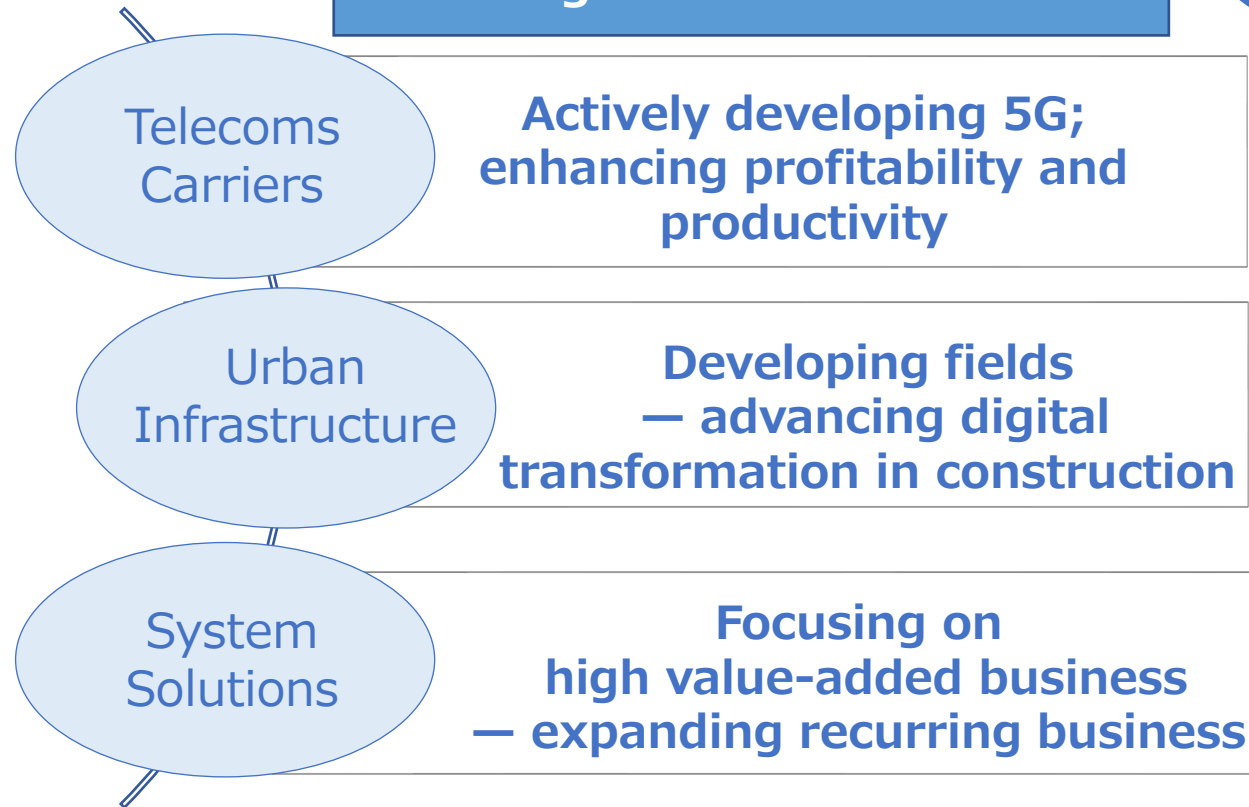 Telecoms
Carriers
Actively developing 5G;
enhancing profitability and
productivity
Urban
Infrastructure
Developing fields
— advancing digital
transformation in construction
System
Solutions
Focusing on
high value-added business
— expanding recurring business